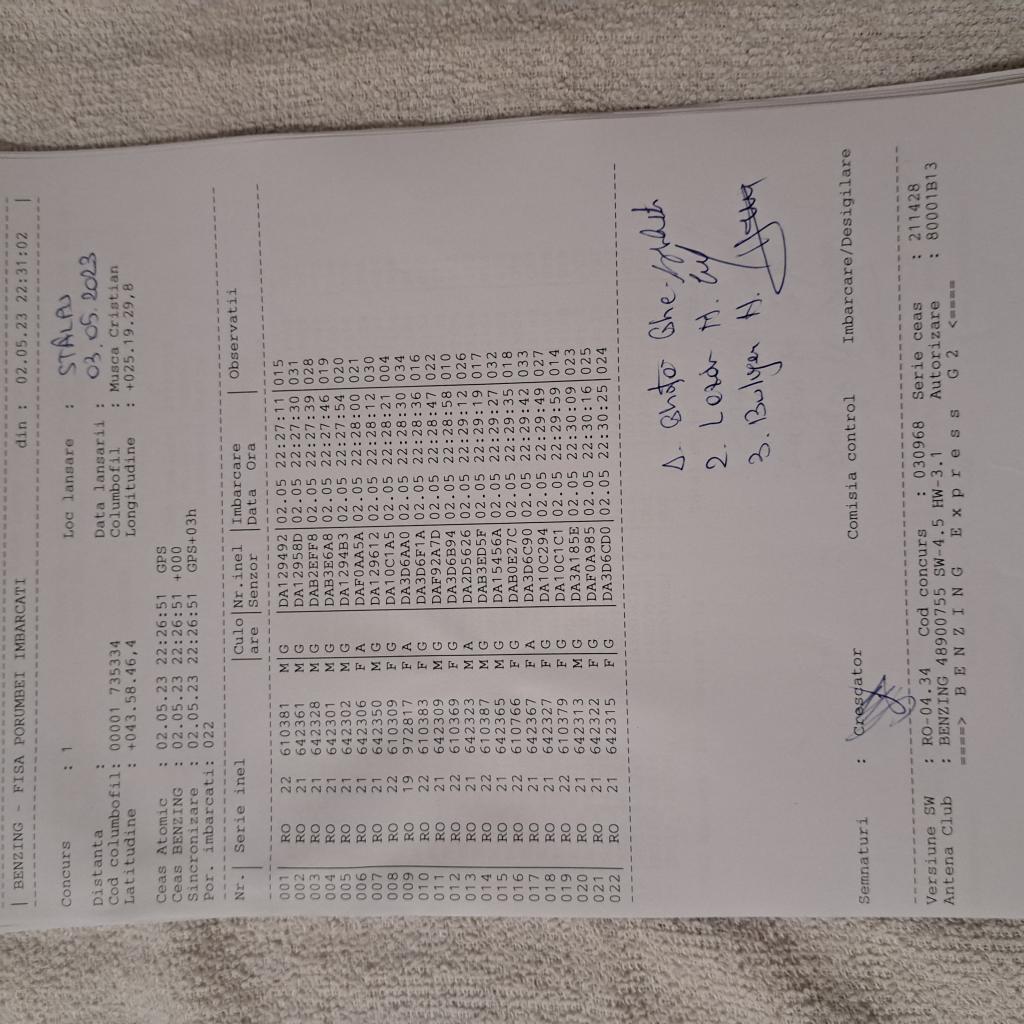 | BENZING - FISA PORUMBEI IMBARCATI din : 02.05.23 22:31:02 |
Concurs : 1 Loc lansare : STALPU
Distanta : Data lansarii : 03.05.2023
Cod columbofil: 00001 735334 Columbofil : Musca Cristian
Latitudine : +043.58.46,4 Longitudine : +025.19.29,8
Ceas Atomic : 02.05.23 22:26:51 GPS
Ceas BENZING : 02.05.23 22:26:51 +000
Sincronizare : 02.05.23 22:26:51 GPS+03h
Por. imbarcati: 022
Nr.| Serie inel |Culo|Nr.inel |Imbarcare |Observatii
|are |Senzor |Data Ora |
001 RO 22 610381 M G DA129492 02.05 22:27:11 015
002 RO 21 642361 M G DA12958D 02.05 22:27:30 031
003 RO 21 642328 M G DAB2EFF8 02.05 22:27:39 028
004 RO 21 642301 M G DAB3E6A8 02.05 22:27:46 019
005 RO 21 642302 M G DA1294B3 02.05 22:27:54 020
006 RO 21 642306 F A DAF0AA5A 02.05 22:28:00 021
007 RO 21 642350 M G DA129612 02.05 22:28:12 030
008 RO 22 610309 F G DA10C1A5 02.05 22:28:21 004
009 RO 19 972817 F A DA3D6AA0 02.05 22:28:30 034
010 RO 22 610383 F G DA3D6F1A 02.05 22:28:36 016
011 RO 21 642309 M G DAF92A7D 02.05 22:28:47 022
012 RO 22 610369 F G DA3D6B94 02.05 22:28:58 010
013 RO 21 642323 M A DA2D5626 02.05 22:29:12 026
014 RO 22 610387 M G DAB3ED5F 02.05 22:29:19 017
015 RO 21 642365 M G DA15456A 02.05 22:29:27 032
016 RO 22 610766 F G DAB0E27C 02.05 22:29:35 018
017 RO 21 642367 F A DA3D6C90 02.05 22:29:42 033
018 RO 21 642327 F G DA10C294 02.05 22:29:49 027
019 RO 22 610379 F G DA10C1C1 02.05 22:29:59 014
020 RO 21 642313 M G DA3A185E 02.05 22:30:09 023
021 RO 21 642322 F G DAF0A985 02.05 22:30:16 025
022 RO 21 642315 F G DA3D6CD0 02.05 22:30:25 024
1.
2.
3.
Semnaturi : Crescator Comisia control Imbarcare/Desigilare
Versiune SW : RO-04.34 Cod concurs : 030968 Serie ceas : 211428
Antena Club : BENZING 48900755 SW-4.5 HW-3.1 Autorizare : 80001B13
====> B E N Z I N G E x p r e s s G 2 <====